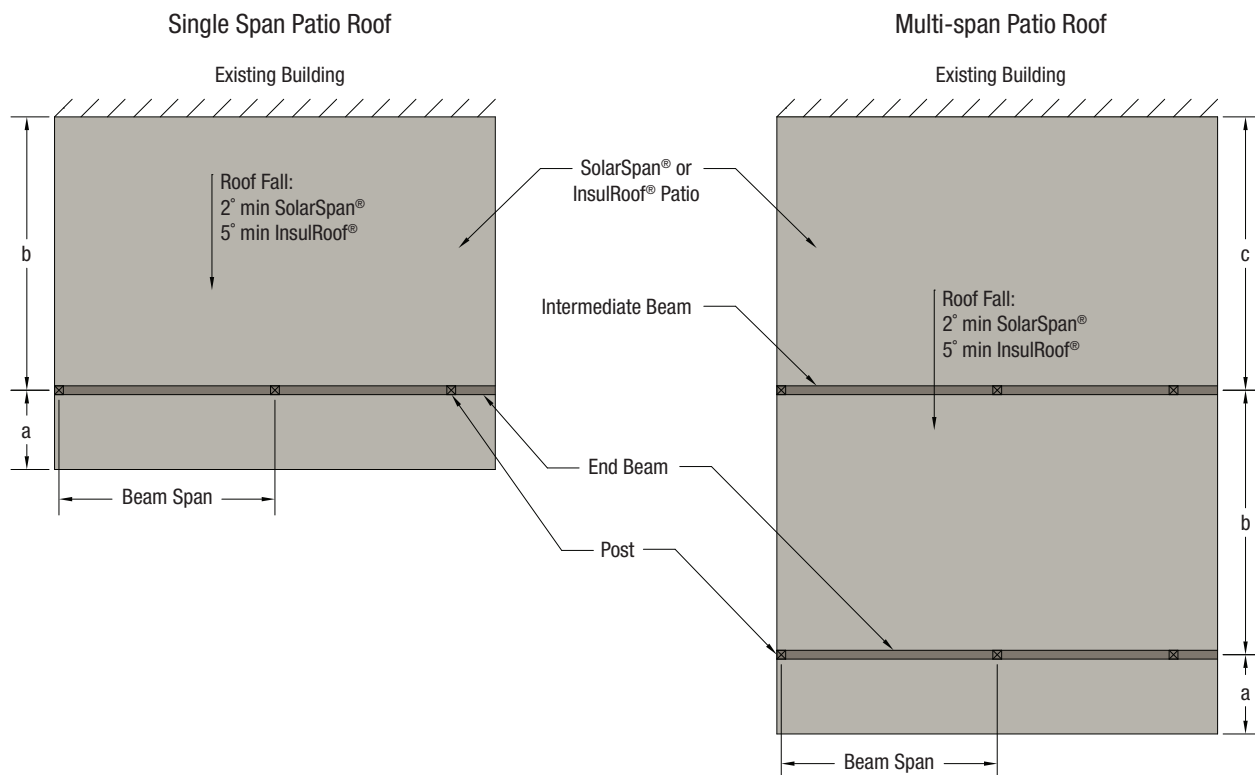 Single Span Patio Roof
Existing Building
Roof Fall:
2° min SolarSpan®
5° min InsulRoof®
b
a
Beam Span
SolarSpan® or
InsulRoof® Patio
Intermediate Beam
End Beam
Post
Multi-span Patio Roof
Existing Building
Roof Fall:
2° min SolarSpan®
5° min InsulRoof®
c
b
a
Beam Span